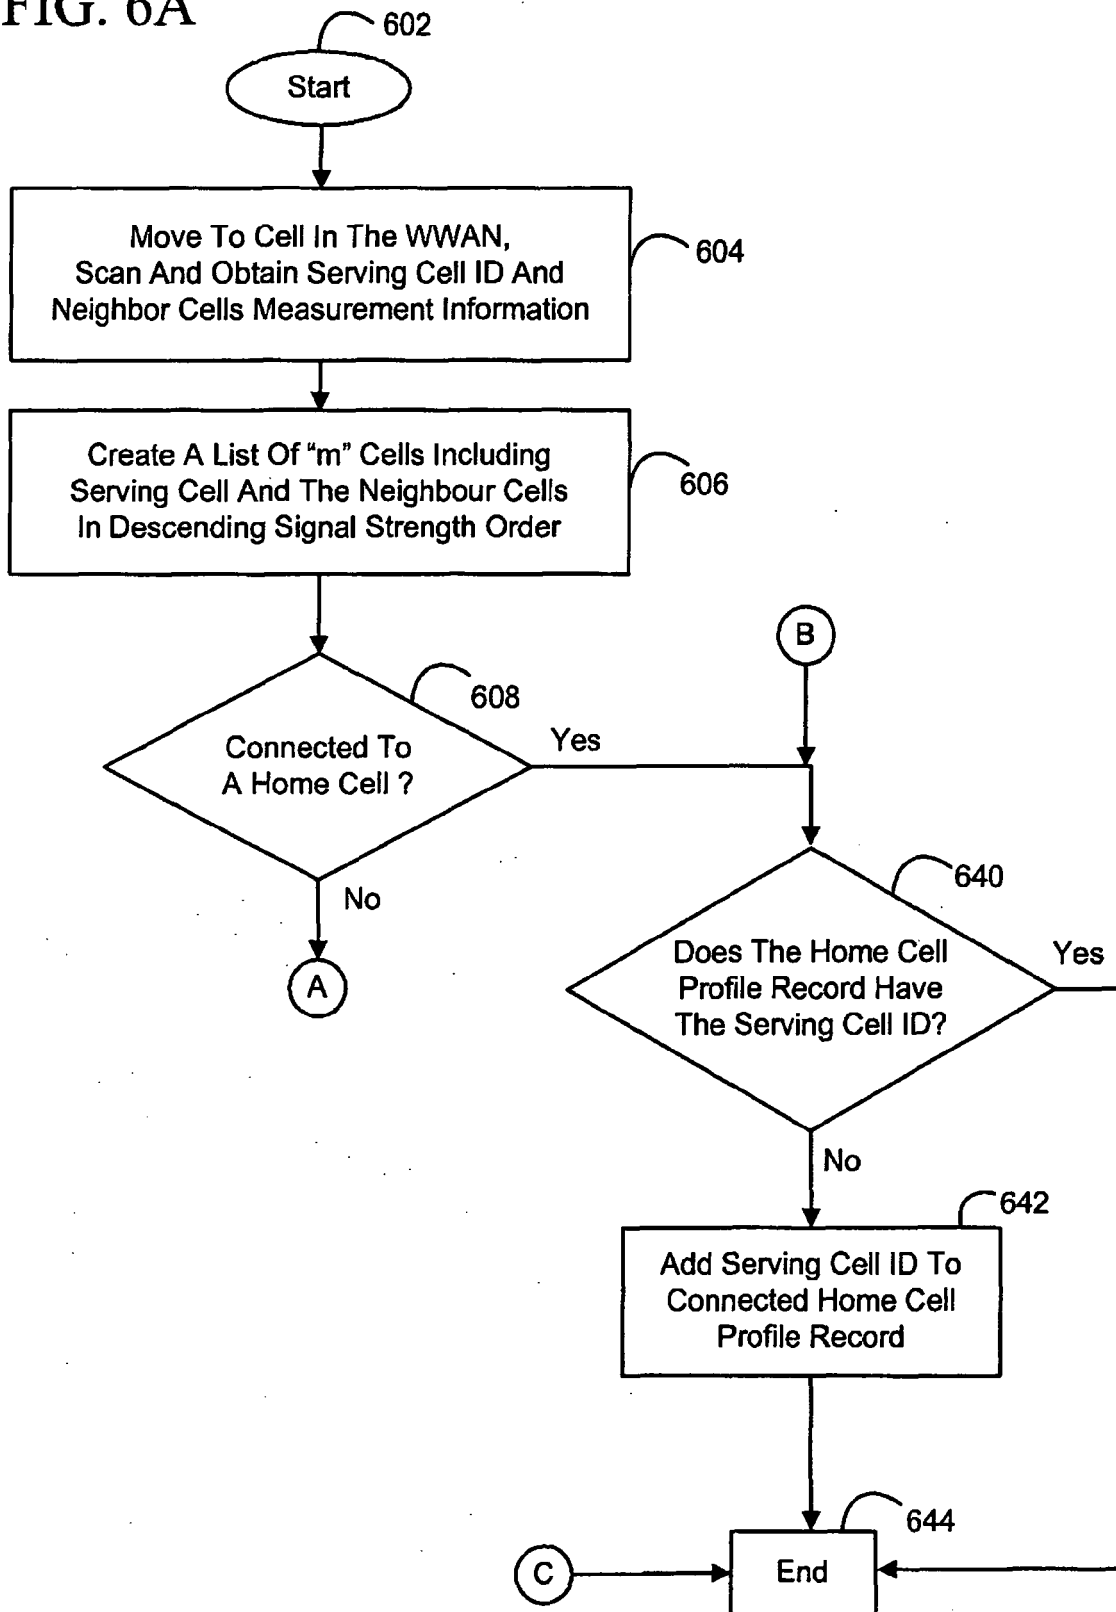 FIG. 6A
602
Start
Move To Cell In The WWAN,
Scan And Obtain Serving Cell ID And
Neighbor Cells Measurement Information
604
Create A List Of "m" Cells Including
Serving Cell And The Neighbour Cells
In Descending Signal Strength Order
606
B
608
Connected To
A Home Cell ?
Yes
No
A
640
Does The Home Cell
Profile Record Have
The Serving Cell ID?
Yes
No
642
Add Serving Cell ID To
Connected Home Cell
Profile Record
644
C
End